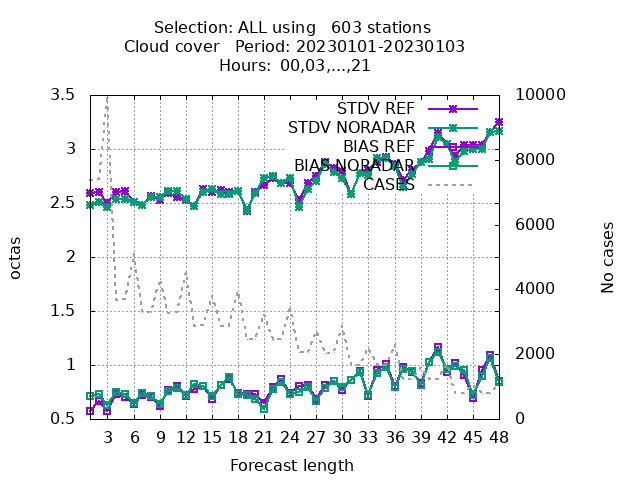 Selection: ALL using   603 stations
Cloud cover   Period: 20230101-20230103
Hours:  00,03,...,21
3.5
3
2.5
2
1.5
1
0.5
10000
8000
6000
4000
2000
0
STDV REF
STDV NORADAR
BIAS REF
BIAS NORADAR
CASES
octas
No cases
3 6 9 12 15 18 21 24 27 30 33 36 39 42 45 48
Forecast length